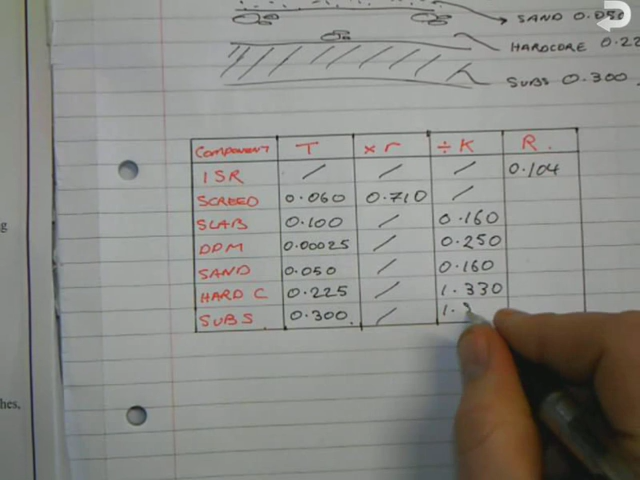 SAND 0.050
HARDCORE 0.22
SUBS 0.300
Component T × r ÷ K R.
ISR / / / 0.104
SCREED 0.060 0.710 /
SLAB 0.100 / 0.160
DPM 0.00025 / 0.250
SAND 0.050 / 0.160
HARD C 0.225 / 1.330
SUBS 0.300. / 1.
g
hes,